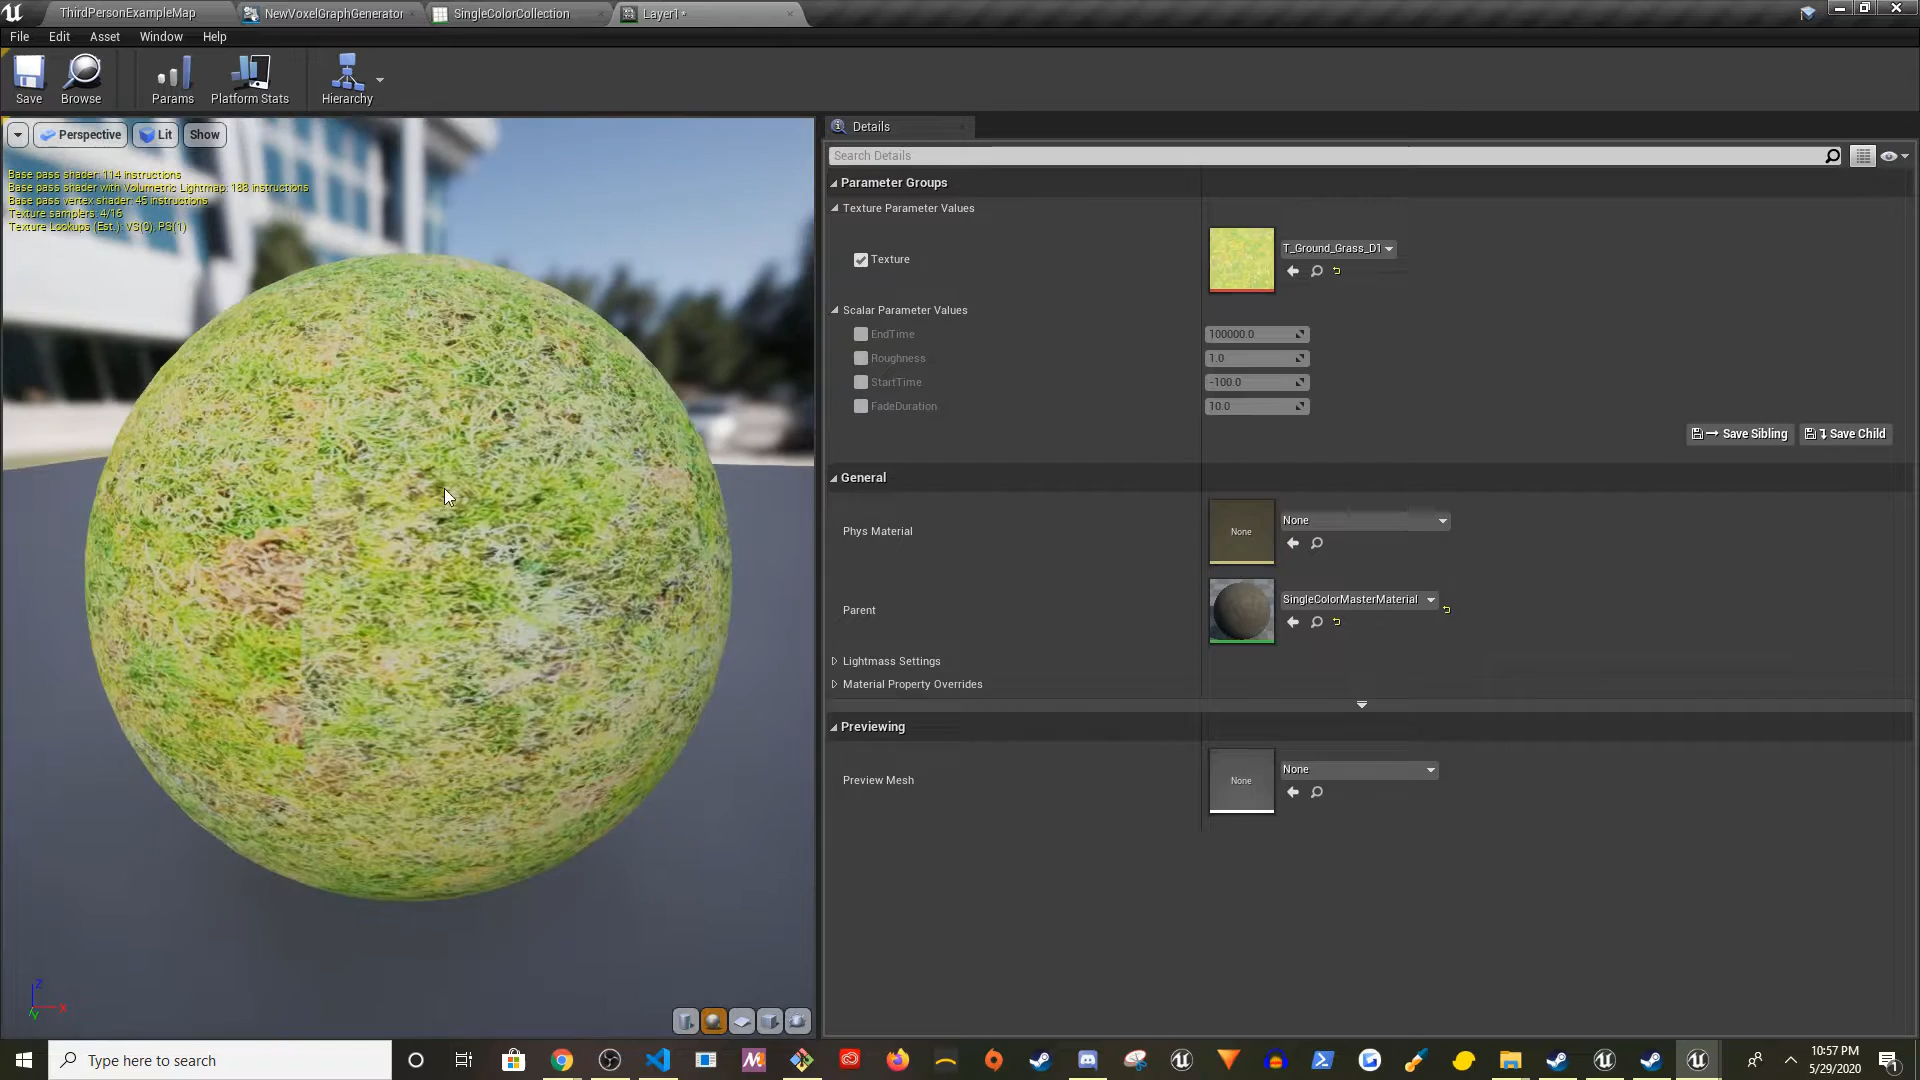 ThirdPersonExampleMap
NewVoxelGraphGenerator
SingleColorCollection
Layer1*
File Edit Asset Window Help
Save Browse Params Platform Stats Hierarchy
Perspective Lit Show
Base pass shader: 114 instructions
Base pass shader with Volumetric Lightmap: 188 instructions
Base pass vertex shader: 45 instructions
Texture samplers: 4/16
Texture Lookups (Est.): VS(0), PS(1)
Z
X
Y
Details
Search Details
Parameter Groups
Texture Parameter Values
Texture T_Ground_Grass_D1
Scalar Parameter Values
EndTime 100000.0
Roughness 1.0
StartTime -100.0
FadeDuration 10.0
Save Sibling Save Child
General
Phys Material None None
Parent SingleColorMasterMaterial
Lightmass Settings
Material Property Overrides
Previewing
Preview Mesh None None
Type here to search
10:57 PM
5/29/2020
1